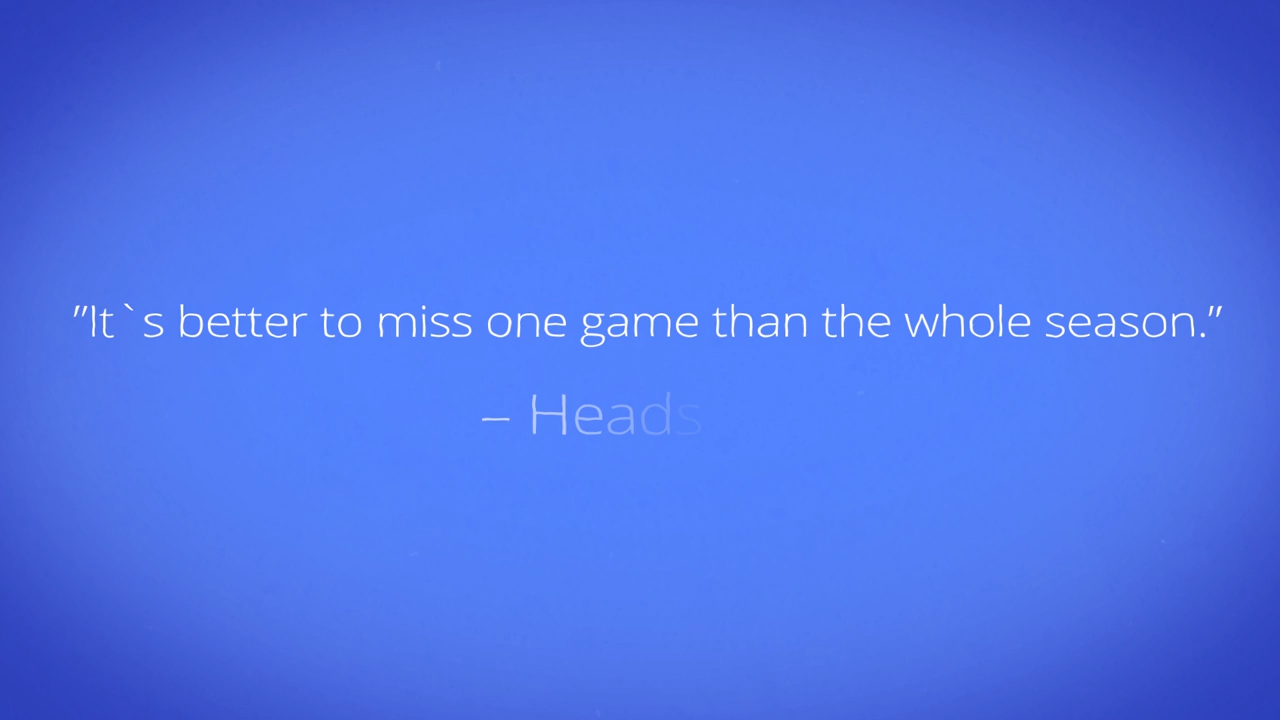 "It`s better to miss one game than the whole season."
– Heads